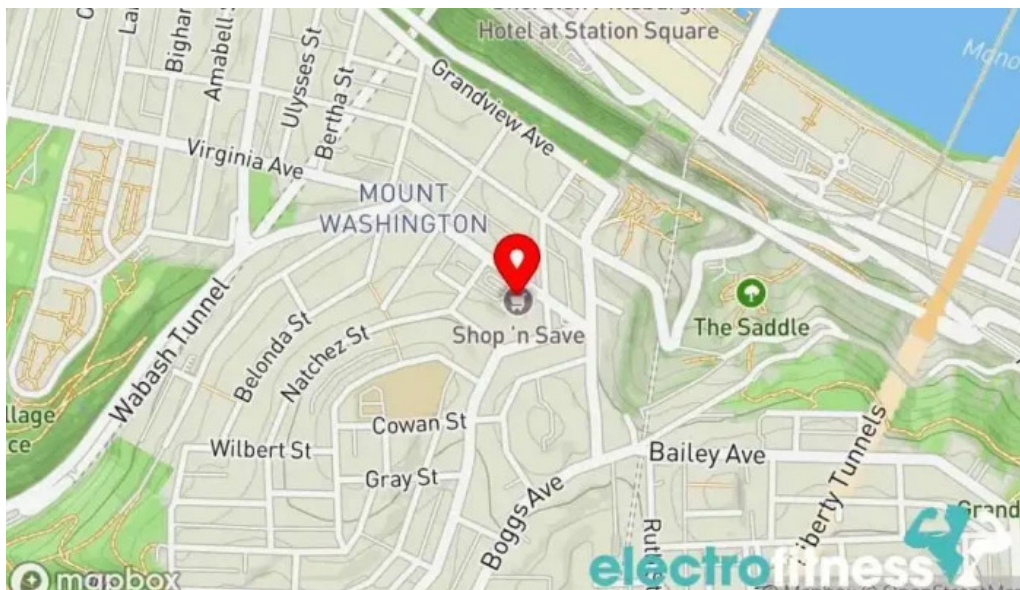 Hotel at Station Square
Bighar
Amabell S
Ulysses St
Bertha St
Grandview Ave
Mono
Virginia Ave
MOUNT
WASHINGTON
Shop 'n Save
The Saddle
Wabash Tunnel
Belonda St
Natchez St
llage
ce
Cowan St
Wilbert St
Gray St
Bailey Ave
Boggs Ave
iberty Tunnels
Grand
electrofitness
mapbox